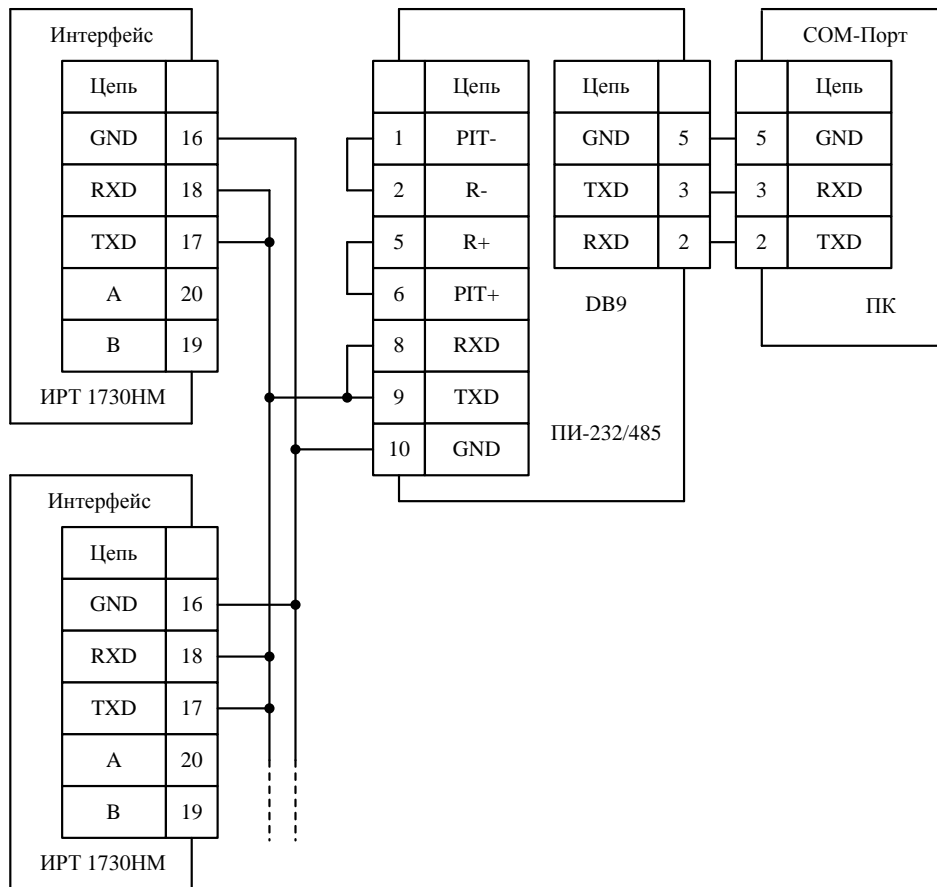 Интерфейс
Цепь
GND 16
RXD 18
TXD 17
A 20
B 19
ИРТ 1730НМ
Цепь
1 PIT-
2 R-
5 R+
6 PIT+
8 RXD
9 TXD
10 GND
Цепь
GND 5
TXD 3
RXD 2
DB9
ПИ-232/485
COM-Порт
Цепь
5 GND
3 RXD
2 TXD
ПК
Интерфейс
Цепь
GND 16
RXD 18
TXD 17
A 20
B 19
ИРТ 1730НМ